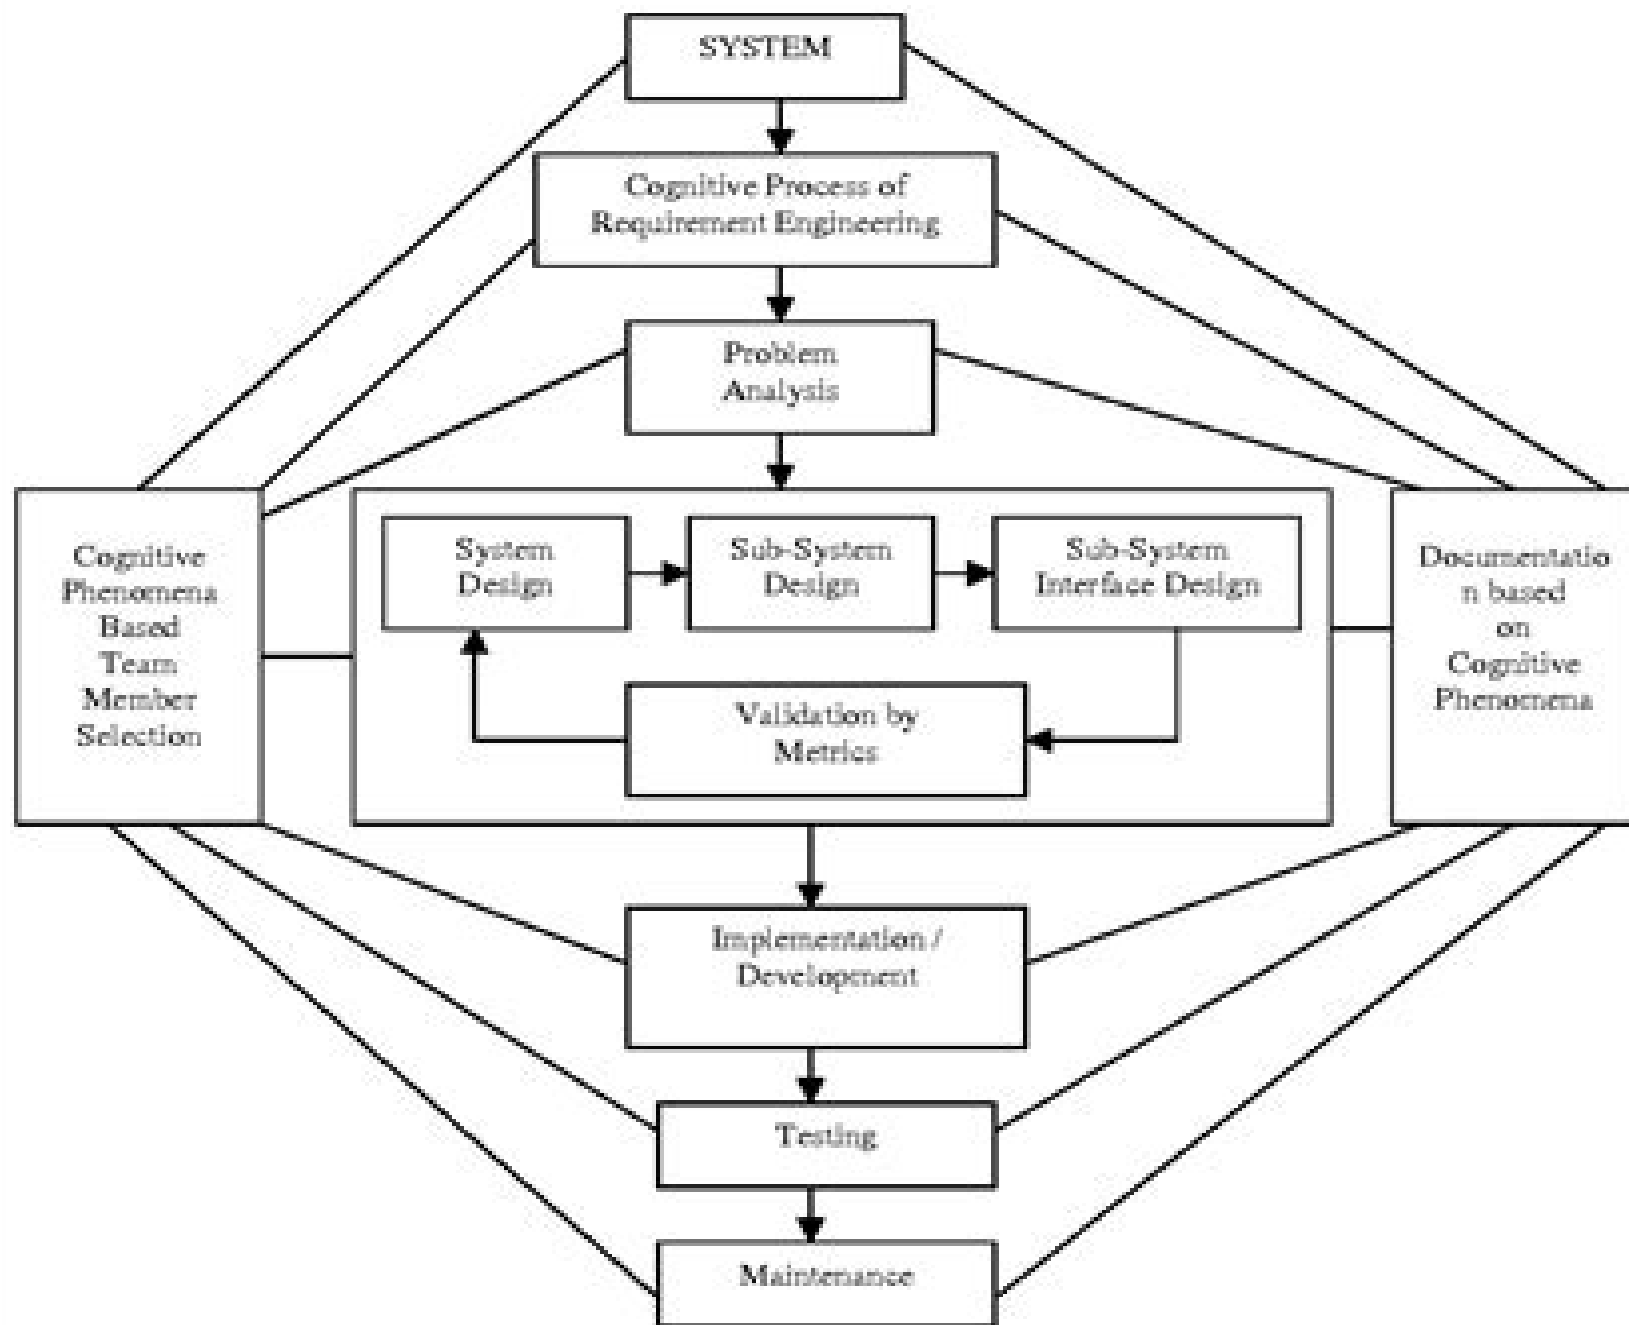 SYSTEM
Cognitive Process of
Requirement Engineering
Problem
Analysis
Cognitive
Phenomena
Based
Team
Member
Selection
System
Design
Sub-System
Design
Sub-System
Interface Design
Validation by
Metrics
Documentatio
n based
on
Cognitive
Phenomena
Implementation /
Development
Testing
Maintenance